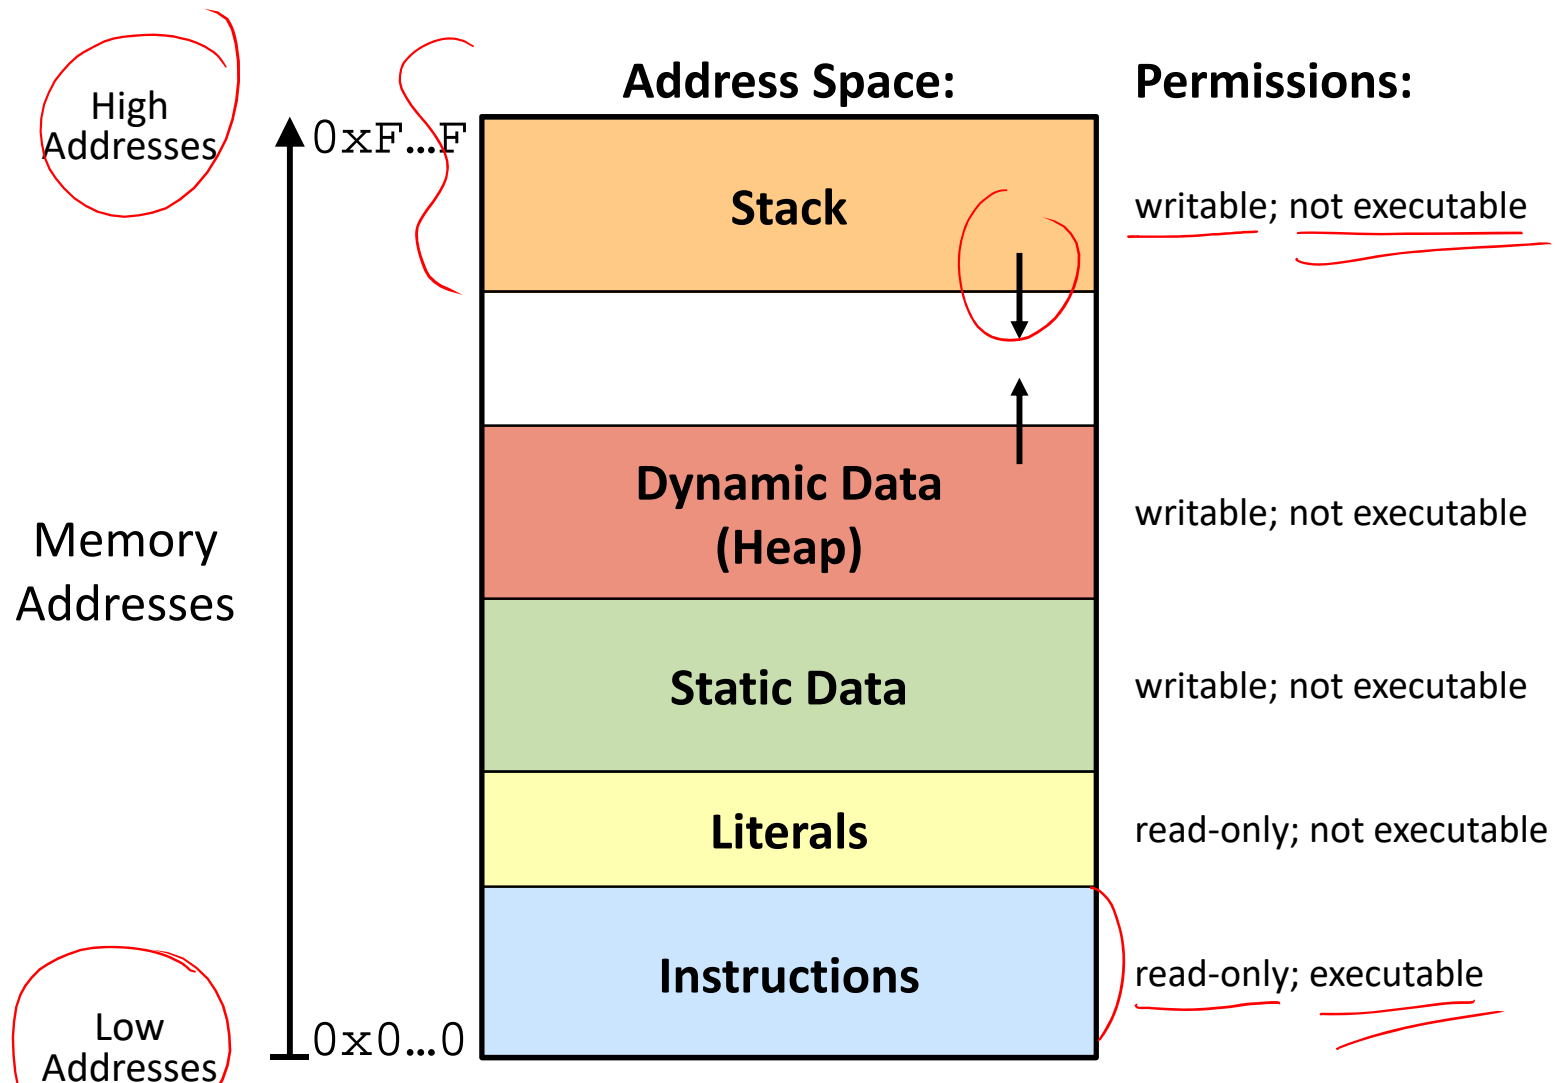 Address Space:
Permissions:
High
Addresses
0xF…F
Stack
writable; not executable
Dynamic Data
(Heap)
writable; not executable
Memory
Addresses
Static Data
writable; not executable
Literals
read-only; not executable
Instructions
read-only; executable
Low
Addresses
0x0…0